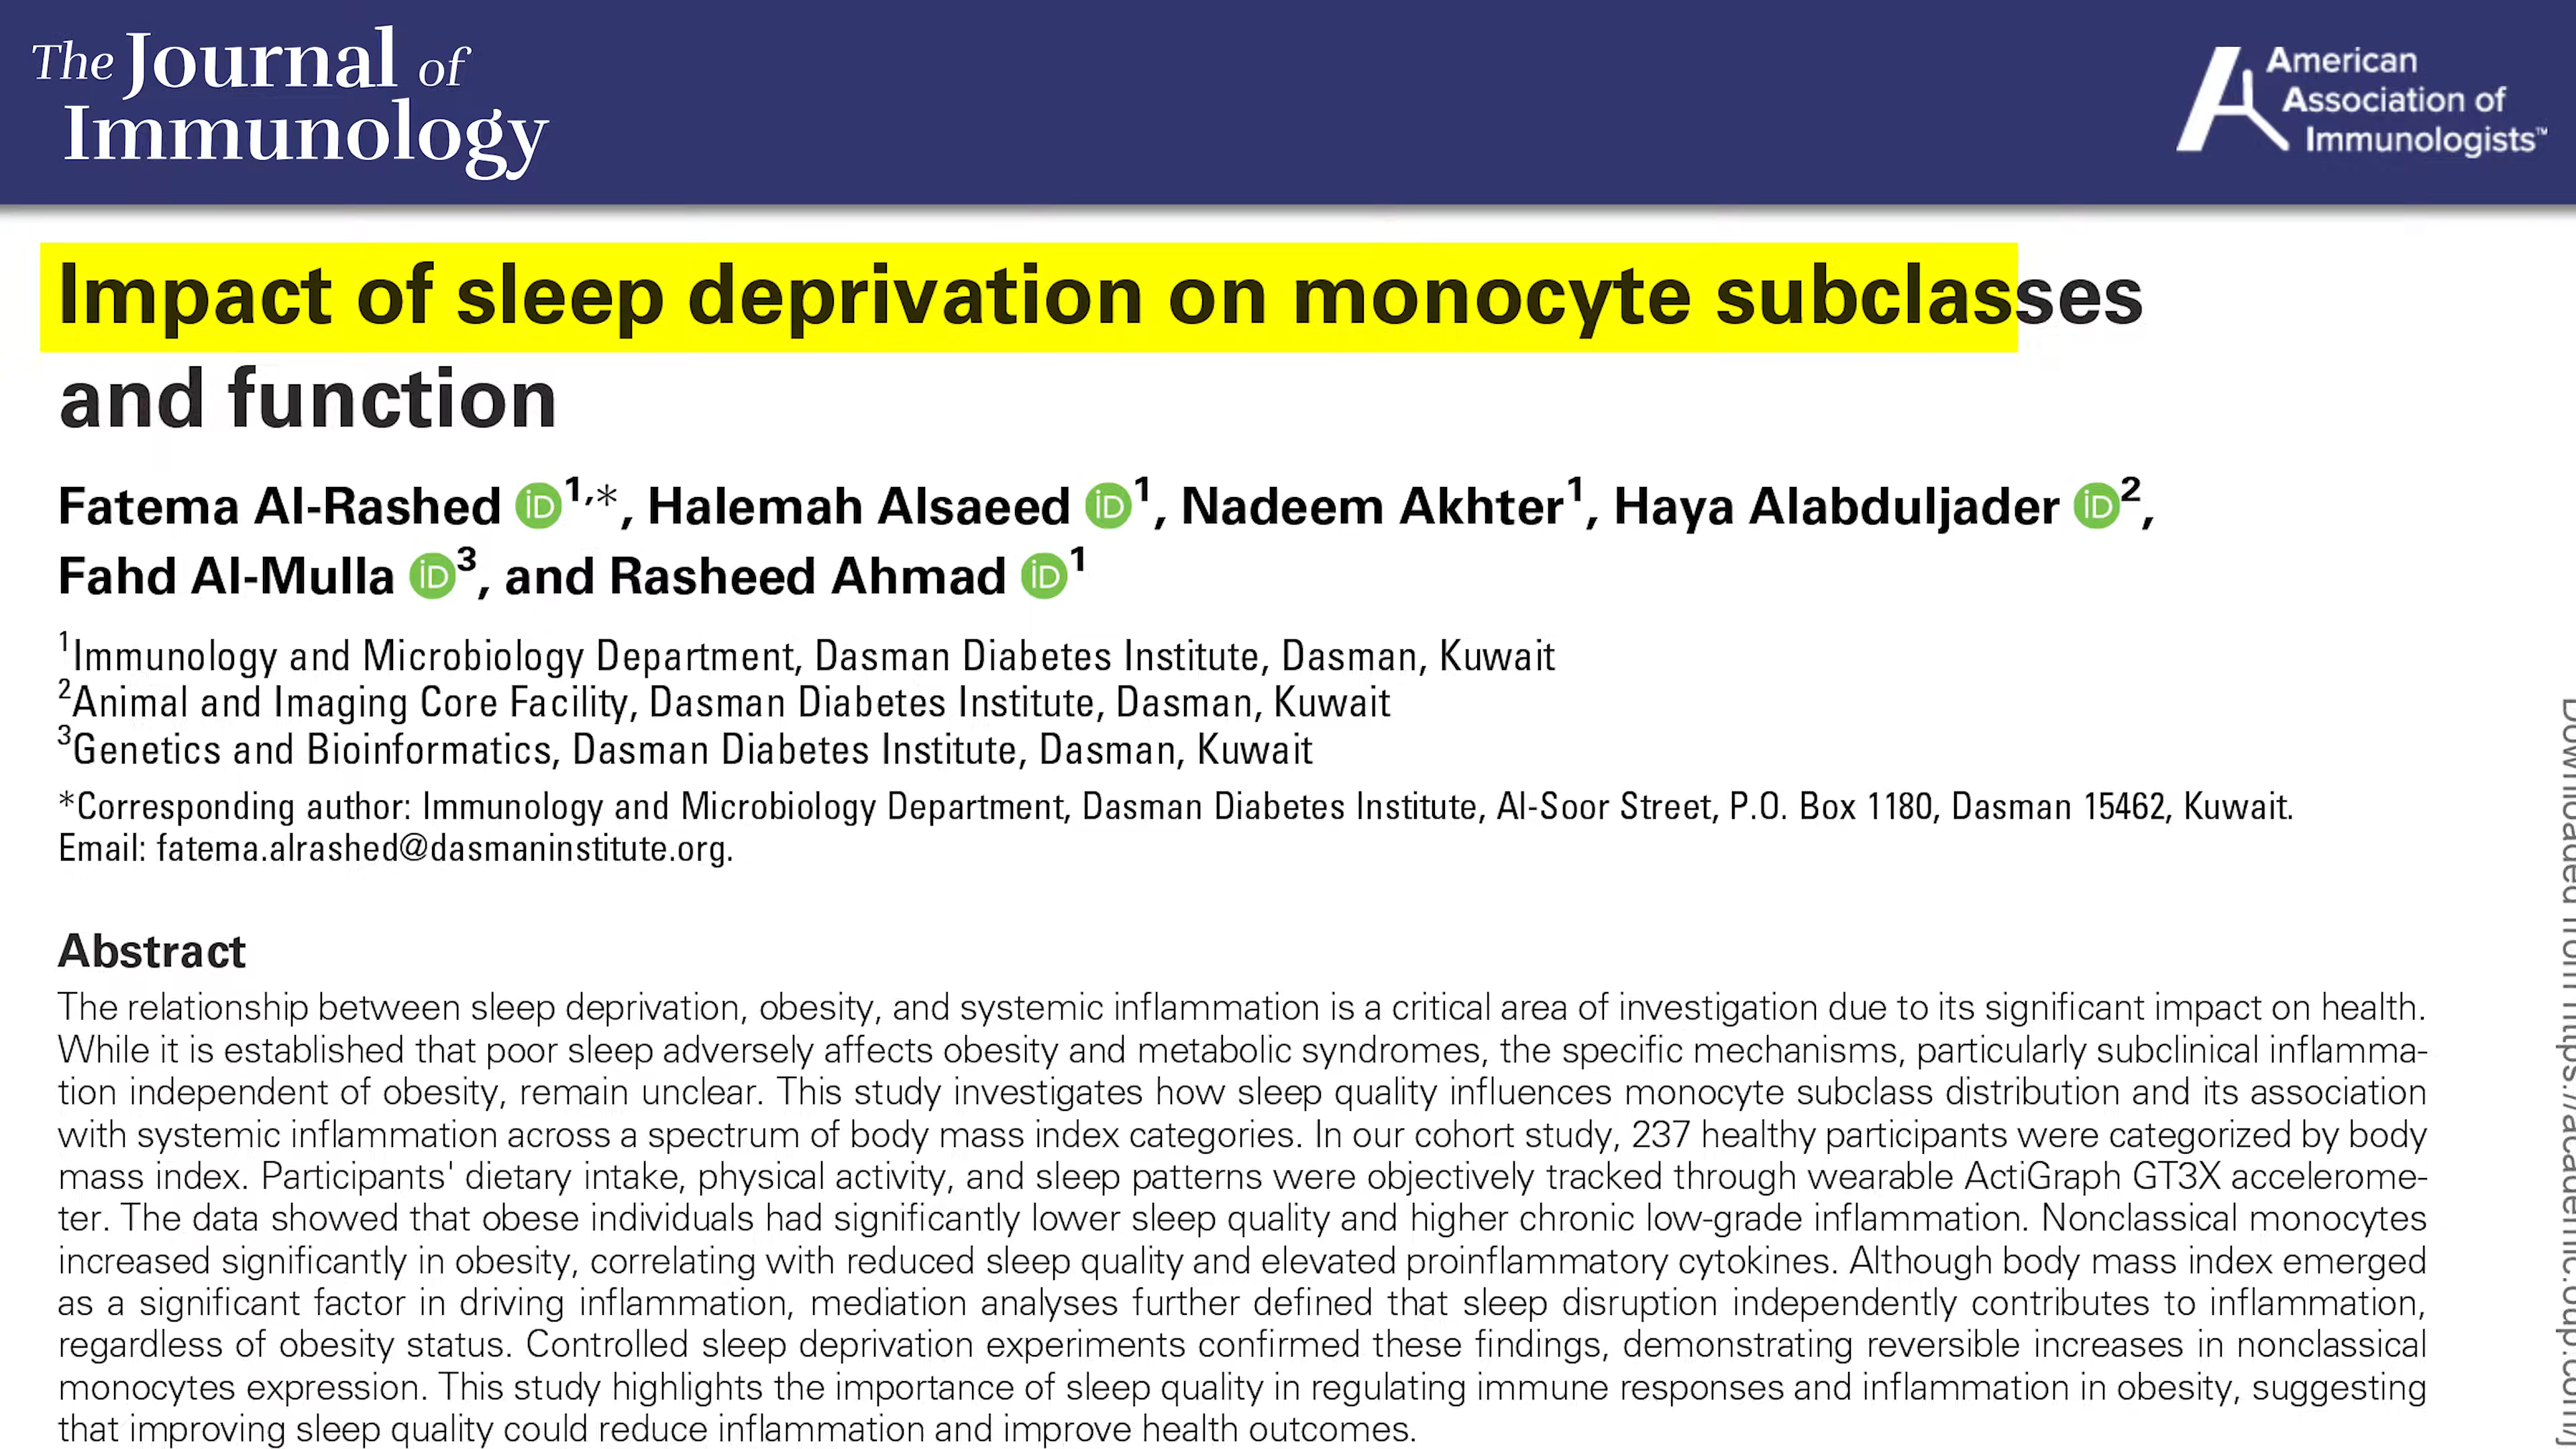 The Journal of
Immunology
American
Association of
Immunologists™
Impact of sleep deprivation on monocyte subclasses
and function
Fatema Al-Rashed iD1,*, Halemah Alsaeed iD1, Nadeem Akhter1, Haya Alabduljader iD2,
Fahd Al-Mulla iD3, and Rasheed Ahmad iD1
1Immunology and Microbiology Department, Dasman Diabetes Institute, Dasman, Kuwait
2Animal and Imaging Core Facility, Dasman Diabetes Institute, Dasman, Kuwait
3Genetics and Bioinformatics, Dasman Diabetes Institute, Dasman, Kuwait
*Corresponding author: Immunology and Microbiology Department, Dasman Diabetes Institute, Al-Soor Street, P.O. Box 1180, Dasman 15462, Kuwait.
Email: fatema.alrashed@dasmaninstitute.org.
Abstract
The relationship between sleep deprivation, obesity, and systemic inflammation is a critical area of investigation due to its significant impact on health.
While it is established that poor sleep adversely affects obesity and metabolic syndromes, the specific mechanisms, particularly subclinical inflamma-
tion independent of obesity, remain unclear. This study investigates how sleep quality influences monocyte subclass distribution and its association
with systemic inflammation across a spectrum of body mass index categories. In our cohort study, 237 healthy participants were categorized by body
mass index. Participants' dietary intake, physical activity, and sleep patterns were objectively tracked through wearable ActiGraph GT3X accelerome-
ter. The data showed that obese individuals had significantly lower sleep quality and higher chronic low-grade inflammation. Nonclassical monocytes
increased significantly in obesity, correlating with reduced sleep quality and elevated proinflammatory cytokines. Although body mass index emerged
as a significant factor in driving inflammation, mediation analyses further defined that sleep disruption independently contributes to inflammation,
regardless of obesity status. Controlled sleep deprivation experiments confirmed these findings, demonstrating reversible increases in nonclassical
monocytes expression. This study highlights the importance of sleep quality in regulating immune responses and inflammation in obesity, suggesting
that improving sleep quality could reduce inflammation and improve health outcomes.
Downloaded from https://academic.oup.com/j